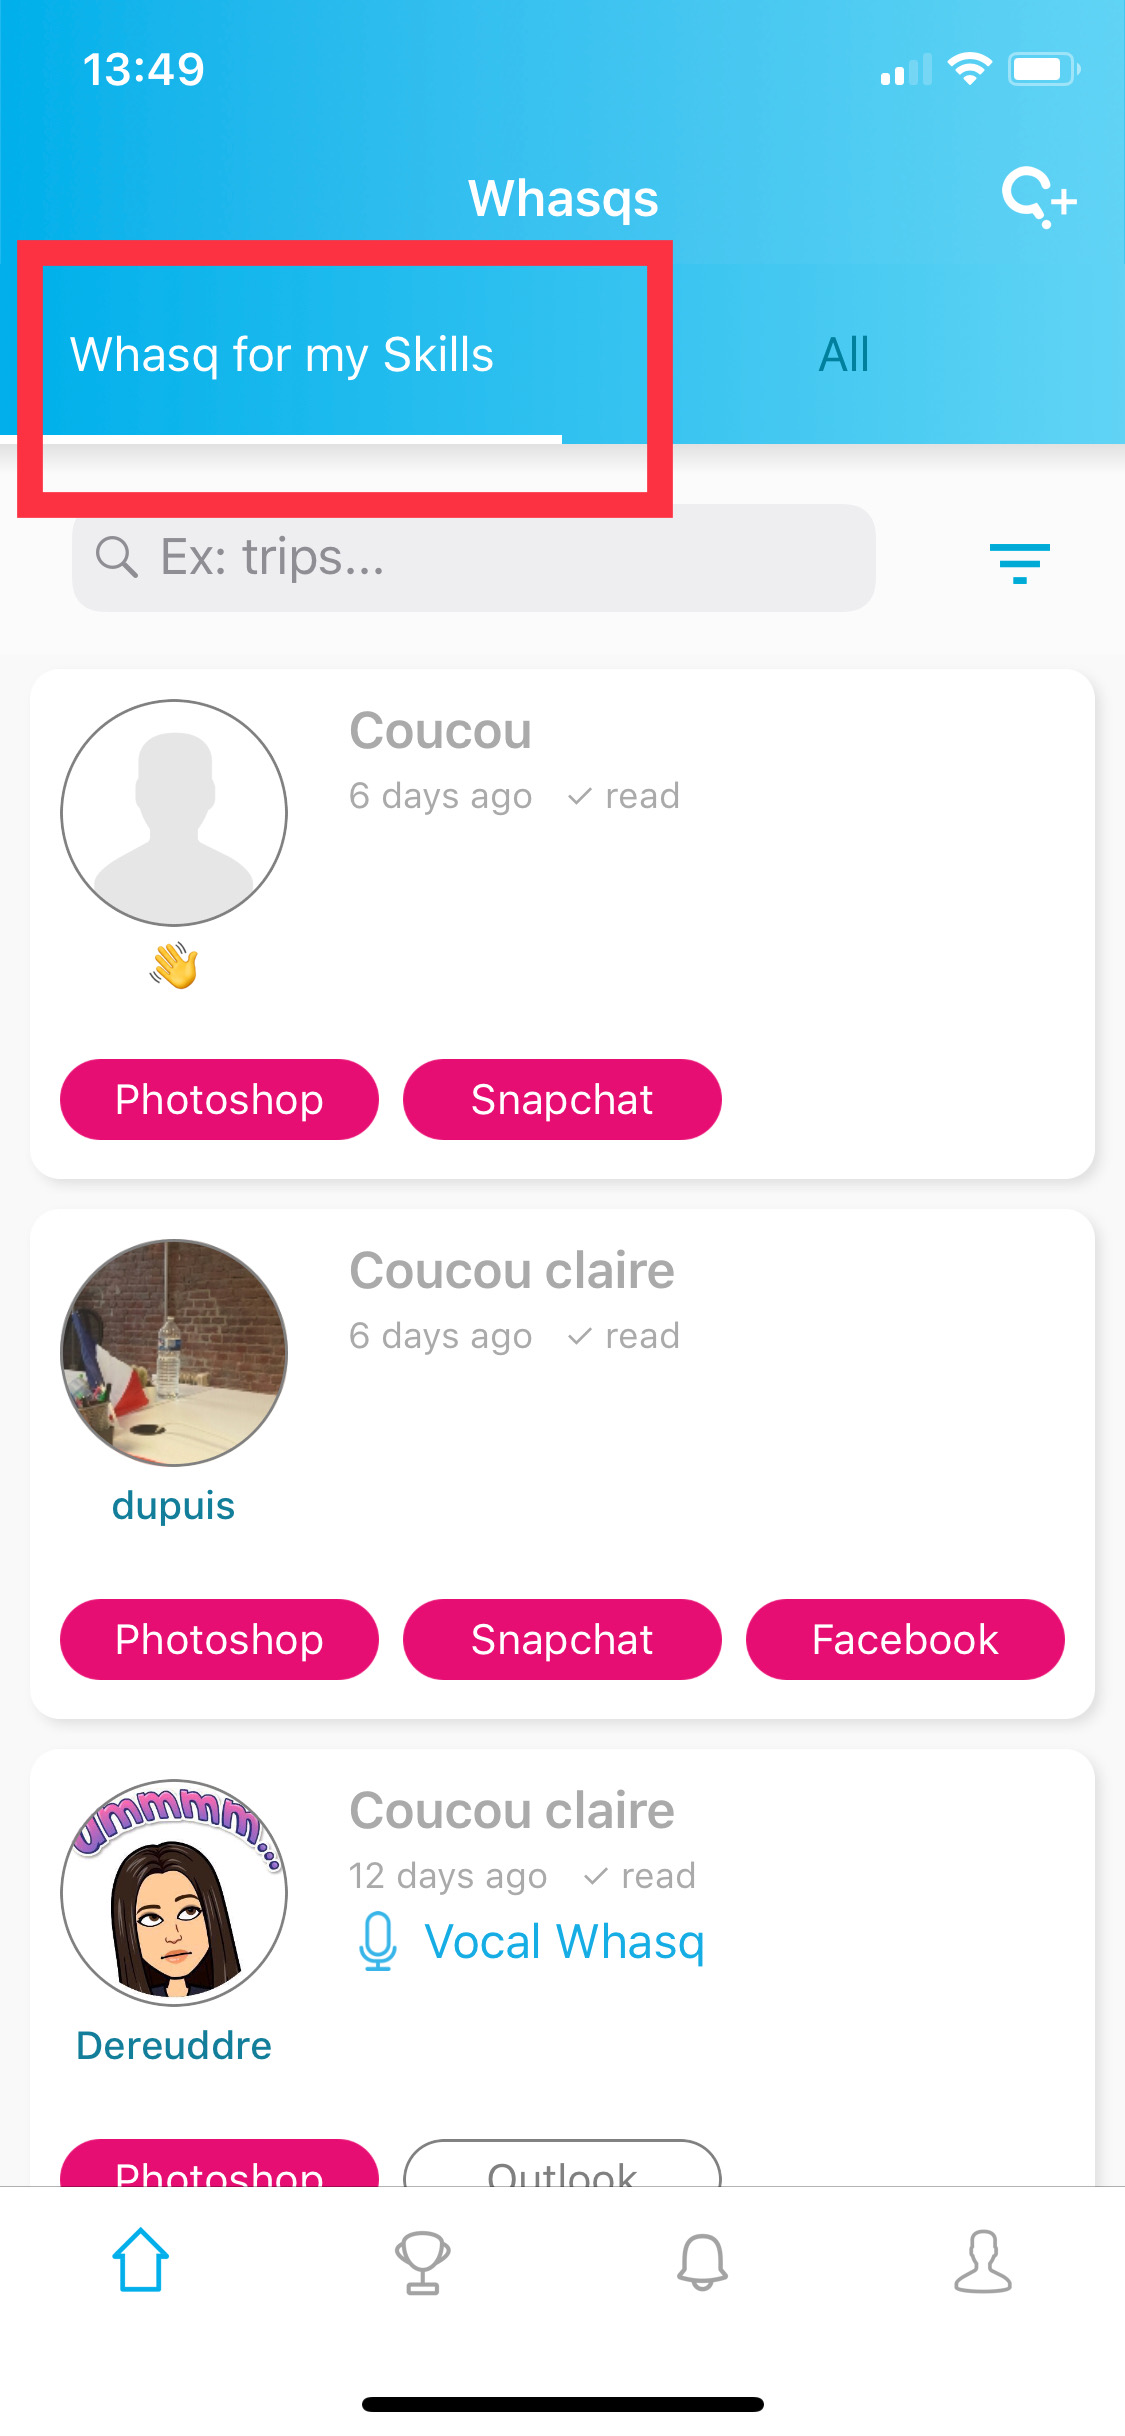 13:49
Whasqs
Whasq for my Skills
All
Ex: trips...
Coucou
6 days ago ✓ read
👋
Photoshop Snapchat
Coucou claire
6 days ago ✓ read
dupuis
Photoshop Snapchat Facebook
ummmm...
Coucou claire
12 days ago ✓ read
Vocal Whasq
Dereuddre
Photoshop Outlook